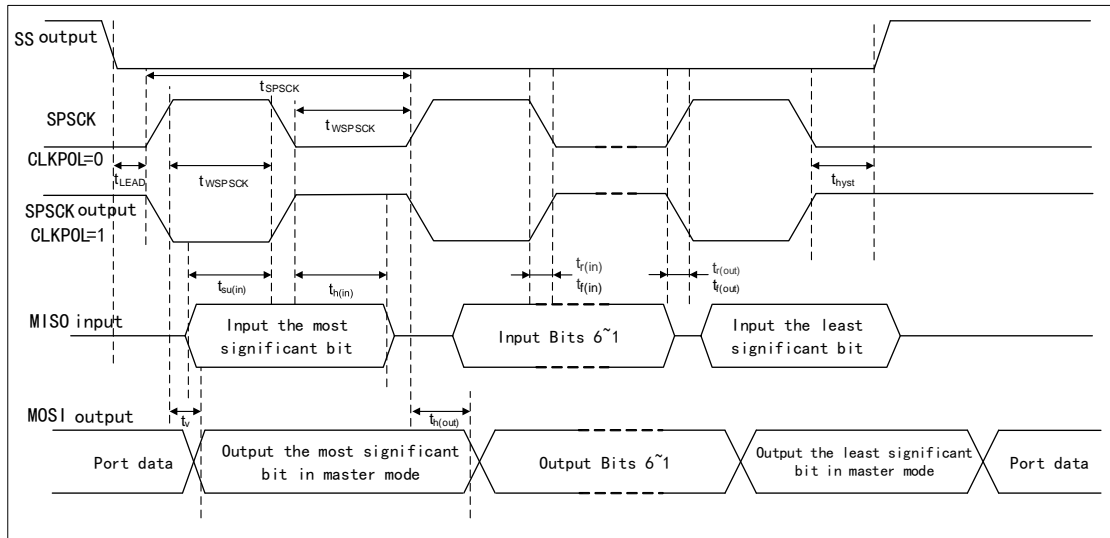 SS output
tSPSCK
SPSCK
tWSPSCK
CLKPOL=0
tLEAD
tWSPSCK
thyst
SPSCK output
CLKPOL=1
tsu(in)
th(in)
tr(in)
tf(in)
tr(out)
tf(out)
MISO input
Input the most
significant bit
Input Bits 6~1
Input the least
significant bit
MOSI output
tv
th(out)
Port data
Output the most significant
bit in master mode
Output Bits 6~1
Output the least significant
bit in master mode
Port data